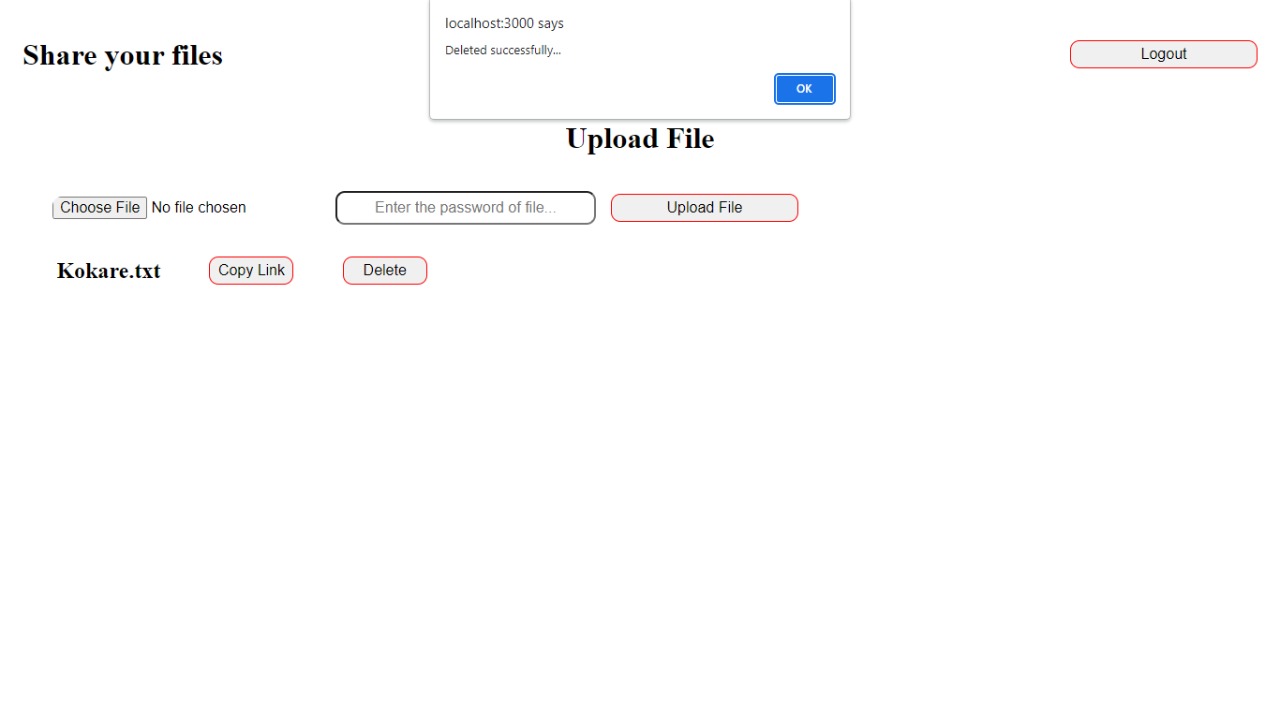 localhost:3000 says
Deleted successfully...
OK
Share your files
Logout
Upload File
Choose File No file chosen
Enter the password of file...
Upload File
Kokare.txt
Copy Link
Delete